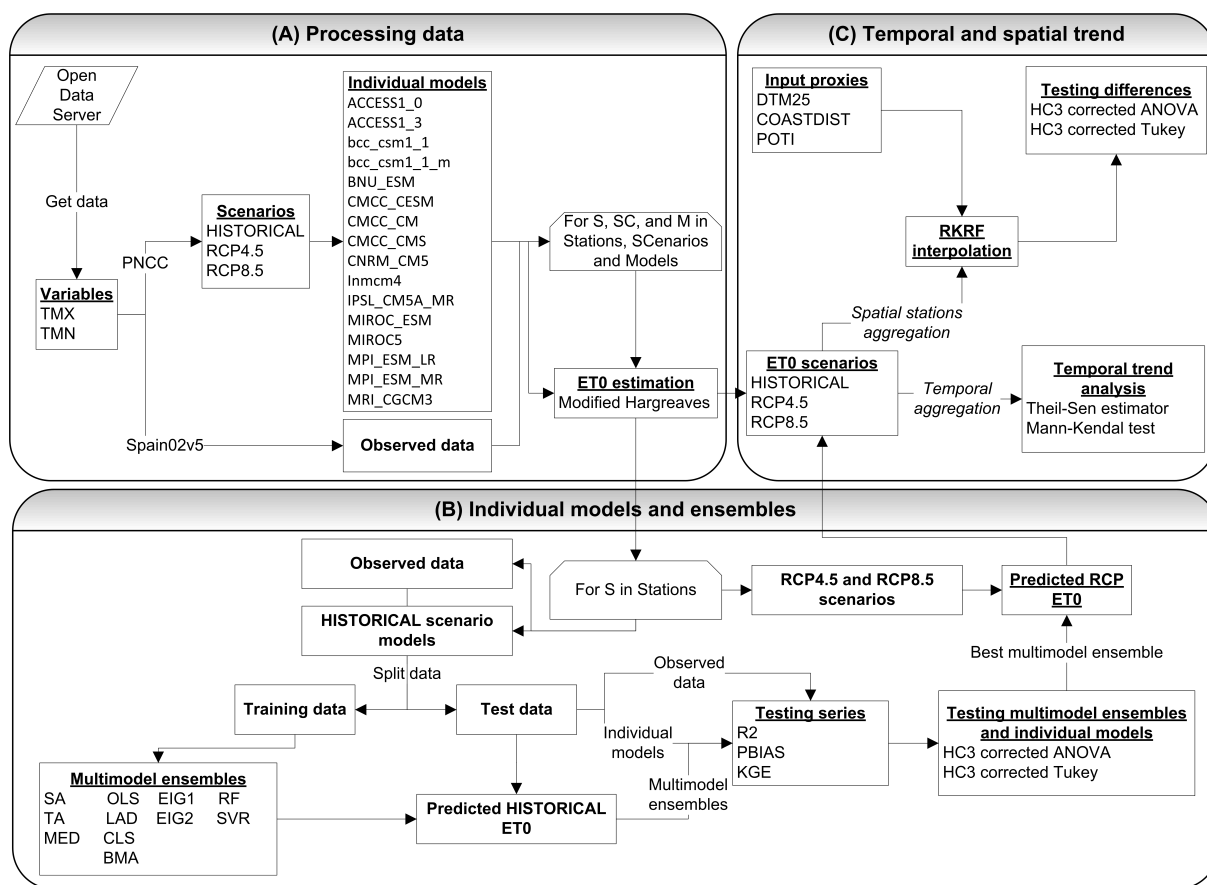 (A) Processing data
Open
Data
Server
Get data
Variables
TMX
TMN
PNCC
Spain02v5
Scenarios
HISTORICAL
RCP4.5
RCP8.5
Individual models
ACCESS1_0
ACCESS1_3
bcc_csm1_1
bcc_csm1_1_m
BNU_ESM
CMCC_CESM
CMCC_CM
CMCC_CMS
CNRM_CM5
Inmcm4
IPSL_CM5A_MR
MIROC_ESM
MIROC5
MPI_ESM_LR
MPI_ESM_MR
MRI_CGCM3
Observed data
For S, SC, and M in
Stations, SCenarios
and Models
ET0 estimation
Modified Hargreaves
(C) Temporal and spatial trend
Input proxies
DTM25
COASTDIST
POTI
Testing differences
HC3 corrected ANOVA
HC3 corrected Tukey
RKRF
interpolation
Spatial stations
aggregation
ET0 scenarios
HISTORICAL
RCP4.5
RCP8.5
Temporal
aggregation
Temporal trend
analysis
Theil-Sen estimator
Mann-Kendal test
(B) Individual models and ensembles
Observed data
HISTORICAL scenario
models
For S in Stations
RCP4.5 and RCP8.5
scenarios
Predicted RCP
ET0
Split data
Training data
Test data
Observed
data
Individual
models
Multimodel
ensembles
Best multimodel ensemble
Testing series
R2
PBIAS
KGE
Testing multimodel ensembles
and individual models
HC3 corrected ANOVA
HC3 corrected Tukey
Multimodel ensembles
SA OLS EIG1 RF
TA LAD EIG2 SVR
MED CLS
BMA
Predicted HISTORICAL
ET0